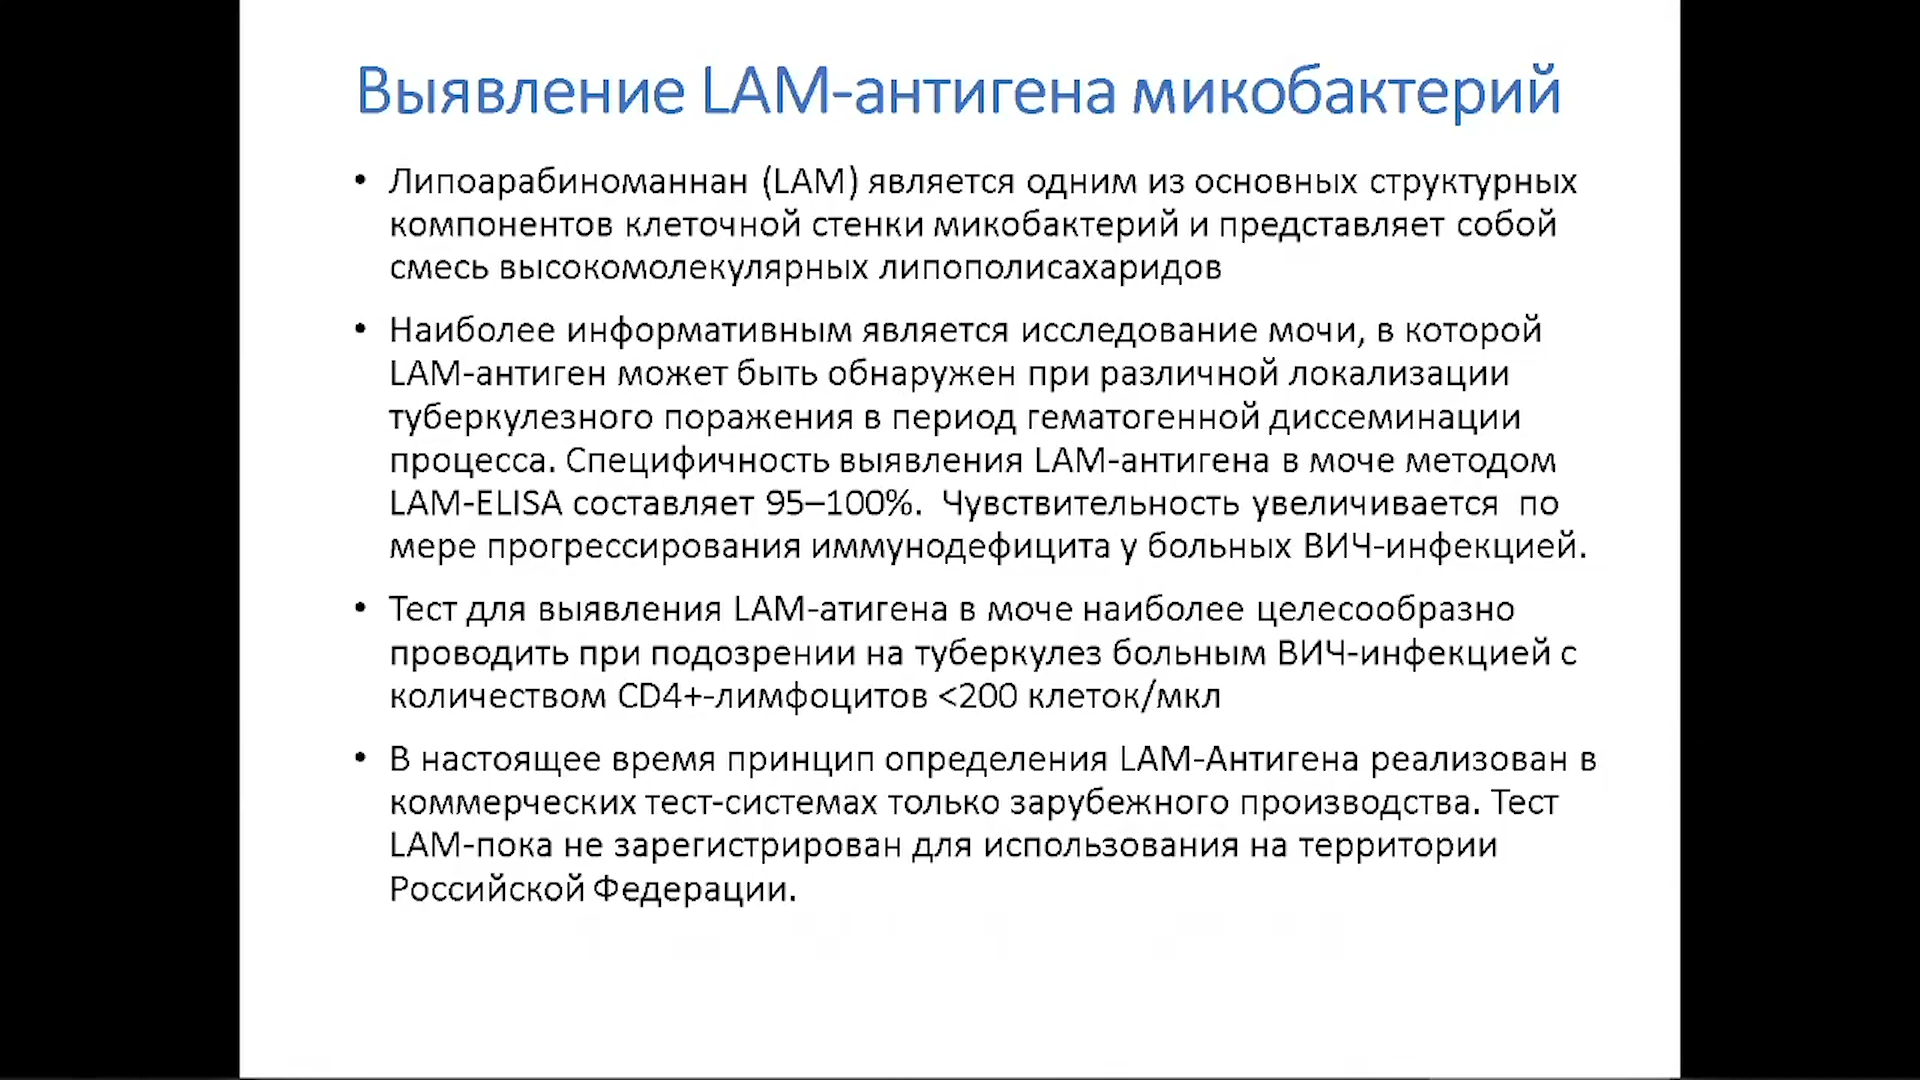 Выявление LAM-антигена микобактерий
• Липоарабиноманнан (LAM) является одним из основных структурных
компонентов клеточной стенки микобактерий и представляет собой
смесь высокомолекулярных липополисахаридов
• Наиболее информативным является исследование мочи, в которой
LAM-антиген может быть обнаружен при различной локализации
туберкулезного поражения в период гематогенной диссеминации
процесса. Специфичность выявления LAM-антигена в моче методом
LAM-ELISA составляет 95–100%. Чувствительность увеличивается по
мере прогрессирования иммунодефицита у больных ВИЧ-инфекцией.
• Тест для выявления LAM-атигена в моче наиболее целесообразно
проводить при подозрении на туберкулез больным ВИЧ-инфекцией с
количеством CD4+-лимфоцитов <200 клеток/мкл
• В настоящее время принцип определения LAM-Антигена реализован в
коммерческих тест-системах только зарубежного производства. Тест
LAM-пока не зарегистрирован для использования на территории
Российской Федерации.